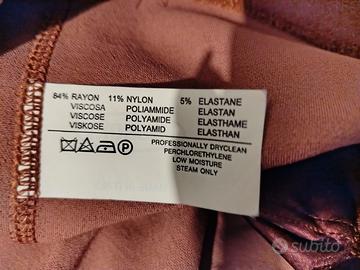 84% RAYON 11% NYLON 5% ELASTANE
VISCOSA POLIAMMIDE ELASTAN
VISCOSE POLYAMIDE ELASTHAME
VISKOSE POLYAMID ELASTHAN
P PROFESSIONALLY DRYCLEAN
PERCHLORETHYLENE
LOW MOISTURE
STEAM ONLY
subito